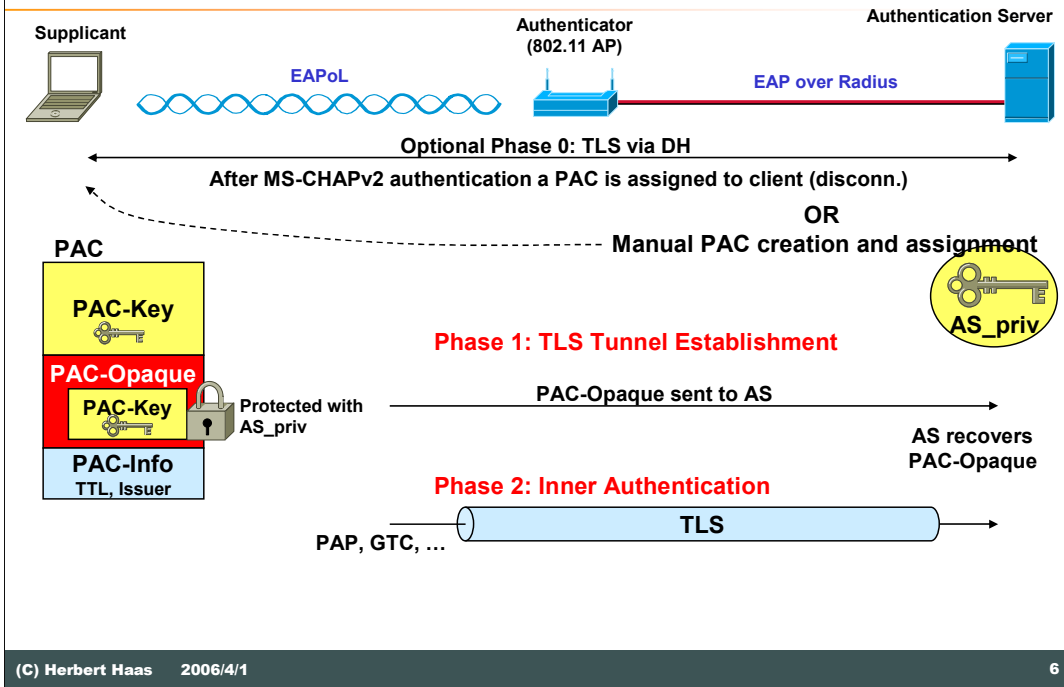 Supplicant
Authenticator
(802.11 AP)
Authentication Server
EAPoL
EAP over Radius
Optional Phase 0: TLS via DH
After MS-CHAPv2 authentication a PAC is assigned to client (disconn.)
OR
Manual PAC creation and assignment
PAC
PAC-Key
AS_priv
Phase 1: TLS Tunnel Establishment
PAC-Opaque
PAC-Key
Protected with
AS_priv
PAC-Opaque sent to AS
AS recovers
PAC-Opaque
PAC-Info
TTL, Issuer
Phase 2: Inner Authentication
TLS
PAP, GTC, …
(C) Herbert Haas 2006/4/1
6